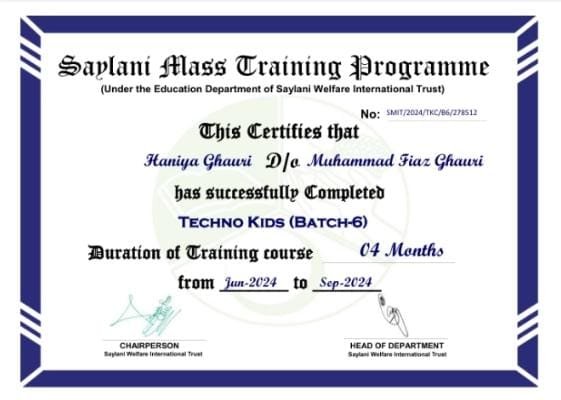 Saylani Mass Training Programme
(Under the Education Department of Saylani Welfare International Trust)
No: SMIT/2024/TKC/B6/278512
This Certifies that
Haniya Ghauri D/o Muhammad Fiaz Ghauri
has successfully Completed
TECHNO KIDS (BATCH-6)
Duration of Training course 04 Months
from Jun-2024 to Sep-2024
CHAIRPERSON
Saylani Welfare International Trust
HEAD OF DEPARTMENT
Saylani Welfare International Trust